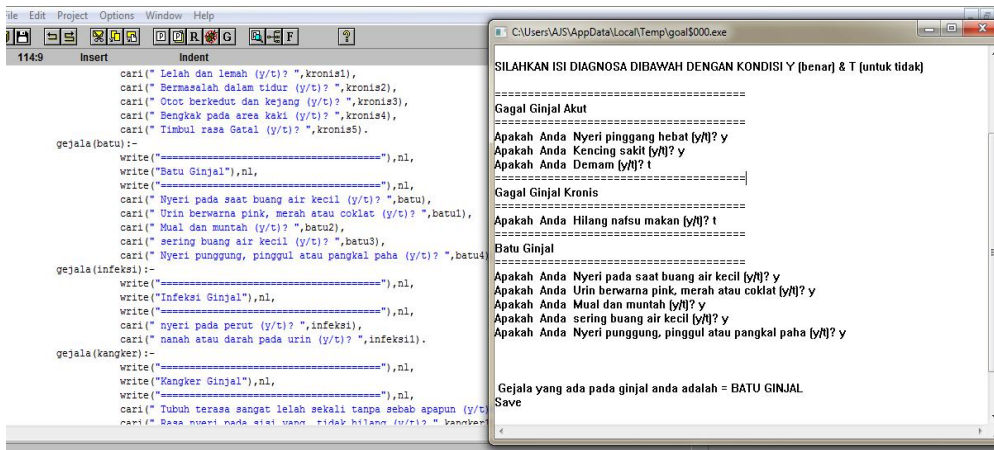 File Edit Project Options Window Help
R G F ?
114:9 Insert Indent
cari(" Lelah dan lemah (y/t)? ",kronis1),
cari(" Bermasalah dalam tidur (y/t)? ",kronis2),
cari(" Otot berkedut dan kejang (y/t)? ",kronis3),
cari(" Bengkak pada area kaki (y/t)? ",kronis4),
cari(" Timbul rasa Gatal (y/t)? ",kronis5).
gejala(batu):-
write("======================================"),nl,
write("Batu Ginjal"),nl,
write("======================================"),nl,
cari(" Nyeri pada saat buang air kecil (y/t)? ",batu),
cari(" Urin berwarna pink, merah atau coklat (y/t)? ",batu1),
cari(" Mual dan muntah (y/t)? ",batu2),
cari(" sering buang air kecil (y/t)? ",batu3),
cari(" Nyeri punggung, pinggul atau pangkal paha (y/t)? ",batu4)
gejala(infeksi):-
write("======================================"),nl,
write("Infeksi Ginjal"),nl,
write("======================================"),nl,
cari(" nyeri pada perut (y/t)? ",infeksi),
cari(" nanah atau darah pada urin (y/t)? ",infeksi1).
gejala(kangker):-
write("======================================"),nl,
write("Kangker Ginjal"),nl,
write("======================================"),nl,
cari(" Tubuh terasa sangat lelah sekali tanpa sebab apapun (y/t)
cari(" Rasa nyeri pada sisi yang tidak hilang (y/t)? ",kangker1
C:\Users\AJS\AppData\Local\Temp\goal$000.exe
SILAHKAN ISI DIAGNOSA DIBAWAH DENGAN KONDISI Y (benar) & T (untuk tidak)
======================================
Gagal Ginjal Akut
======================================
Apakah Anda Nyeri pinggang hebat (y/t)? y
Apakah Anda Kencing sakit (y/t)? y
Apakah Anda Demam (y/t)? t
======================================
Gagal Ginjal Kronis
======================================
Apakah Anda Hilang nafsu makan (y/t)? t
======================================
Batu Ginjal
======================================
Apakah Anda Nyeri pada saat buang air kecil (y/t)? y
Apakah Anda Urin berwarna pink, merah atau coklat (y/t)? y
Apakah Anda Mual dan muntah (y/t)? y
Apakah Anda sering buang air kecil (y/t)? y
Apakah Anda Nyeri punggung, pinggul atau pangkal paha (y/t)? y
Gejala yang ada pada ginjal anda adalah = BATU GINJAL
Save